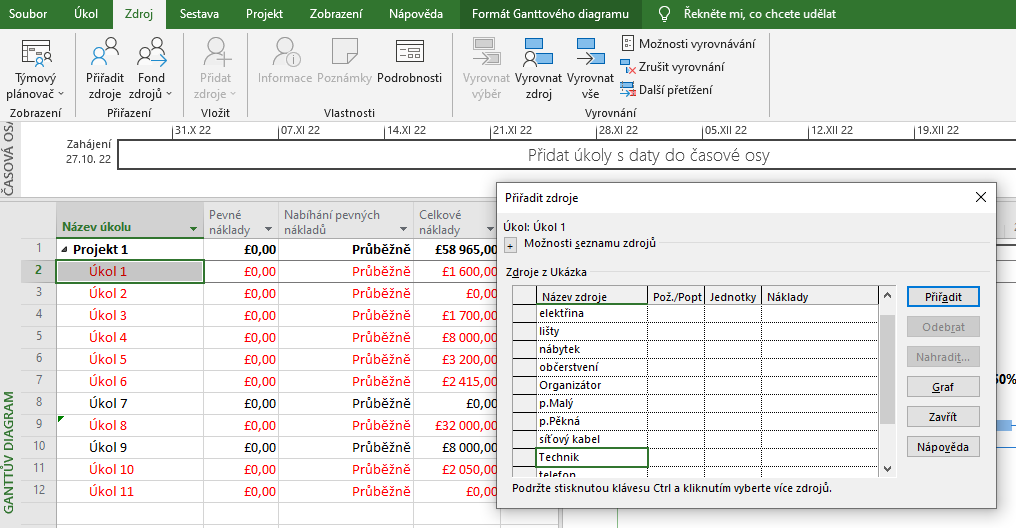 Soubor Úkol Zdroj Sestava Projekt Zobrazení Nápověda Formát Ganttového diagramu Řekněte mi, co chcete udělat
Týmový plánovač
Zobrazení
Přiřadit zdroje
Fond zdrojů
Přiřazení
Přidat zdroje
Vložit
Informace
Poznámky
Podrobnosti
Vlastnosti
Vyrovnat výběr
Vyrovnat zdroj
Vyrovnat vše
Možnosti vyrovnávání
Zrušit vyrovnání
Další přetížení
Vyrovnání
ČASOVÁ OSA
31.X 22 07.XI 22 14.XI 22 21.XI 22 28.XI 22 05.XII 22 12.XII 22 19.XII 22
Zahájení
27.10. 22
Přidat úkoly s daty do časové osy
GANTTŮV DIAGRAM
Název úkolu Pevné náklady Nabíhání pevných nákladů Celkové náklady
1 Projekt 1 £0,00 Průběžně £58 965,00
2 Úkol 1 £0,00 Průběžně £1 600,00
3 Úkol 2 £0,00 Průběžně £0,00
4 Úkol 3 £0,00 Průběžně £1 700,00
5 Úkol 4 £0,00 Průběžně £8 000,00
6 Úkol 5 £0,00 Průběžně £3 200,00
7 Úkol 6 £0,00 Průběžně £2 415,00
8 Úkol 7 £0,00 Průběžně £0,00
9 Úkol 8 £0,00 Průběžně £32 000,00
10 Úkol 9 £0,00 Průběžně £8 000,00
11 Úkol 10 £0,00 Průběžně £2 050,00
12 Úkol 11 £0,00 Průběžně £0,00
Přiřadit zdroje
Úkol: Úkol 1
+ Možnosti seznamu zdrojů
Zdroje z Ukázka
Název zdroje Pož./Popt Jednotky Náklady
elektřina
lišty
nábytek
občerstvení
Organizátor
p.Malý
p.Pěkná
síťový kabel
Technik
telefon
Přiřadit
Odebrat
Nahradit...
Graf
Zavřít
Nápověda
Podržte stisknutou klávesu Ctrl a kliknutím vyberte více zdrojů.
50%